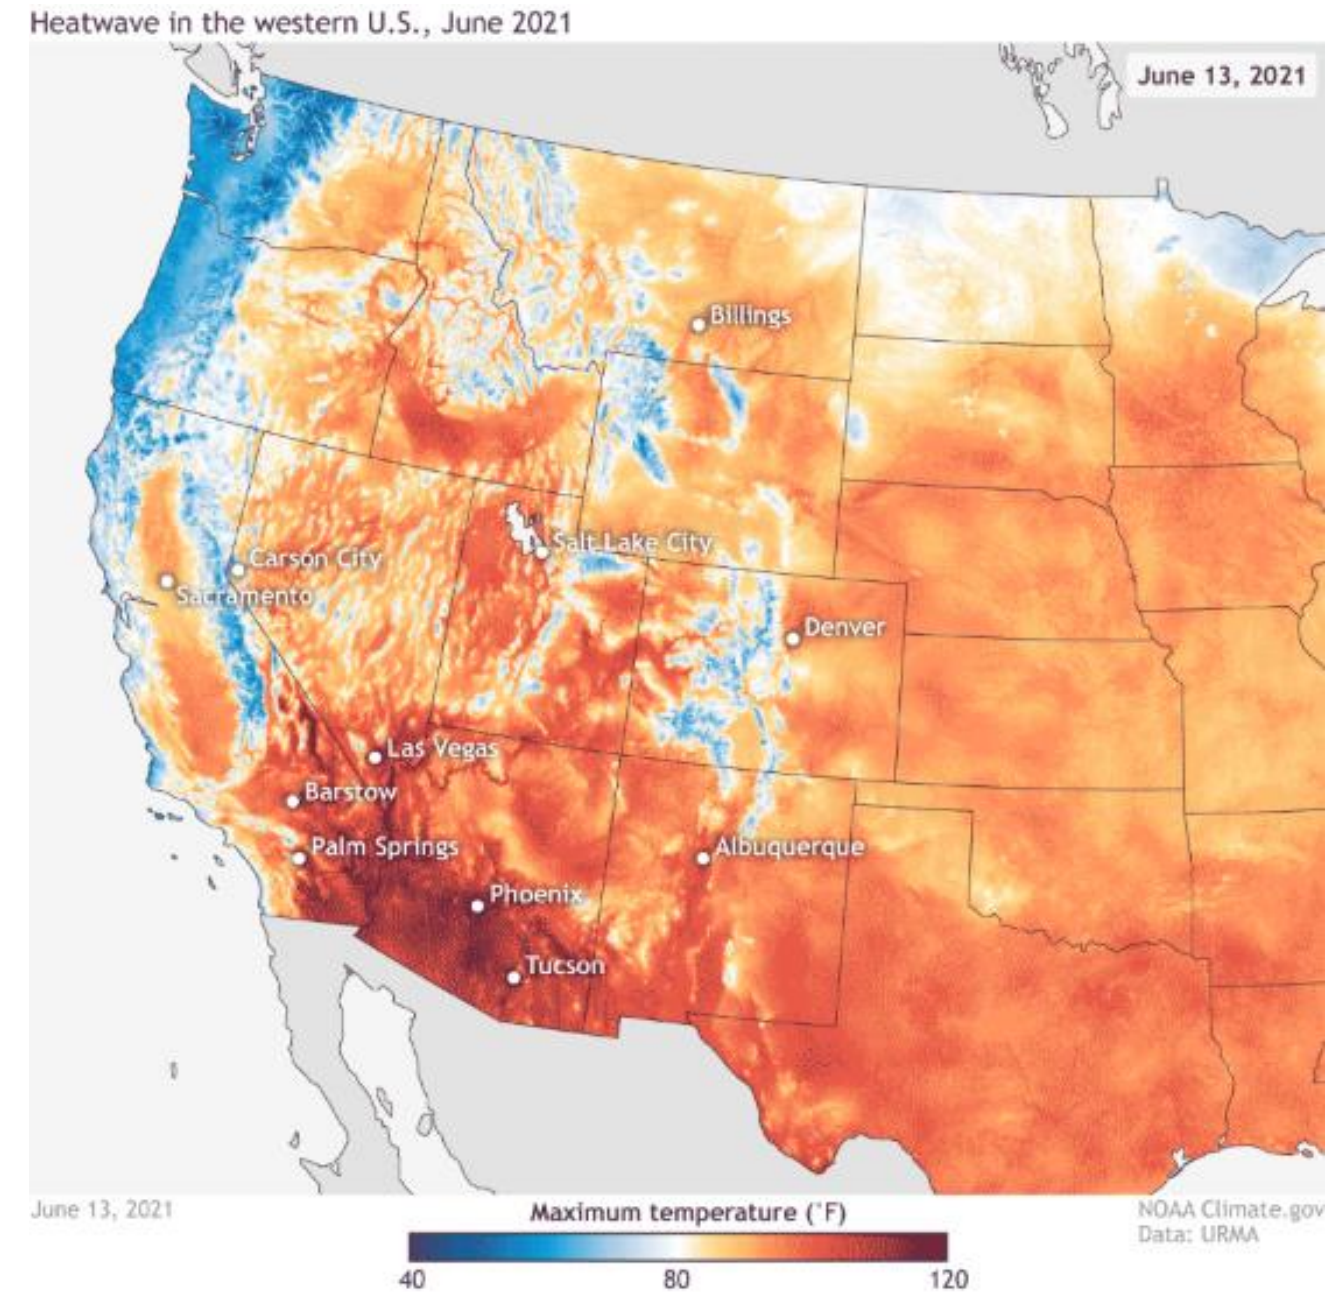 Heatwave in the western U.S., June 2021
June 13, 2021
Billings
Salt Lake City
Carson City
Sacramento
Denver
Las Vegas
Barstow
Palm Springs
Albuquerque
Phoenix
Tucson
June 13, 2021
Maximum temperature (°F)
40 80 120
NOAA Climate.gov
Data: URMA